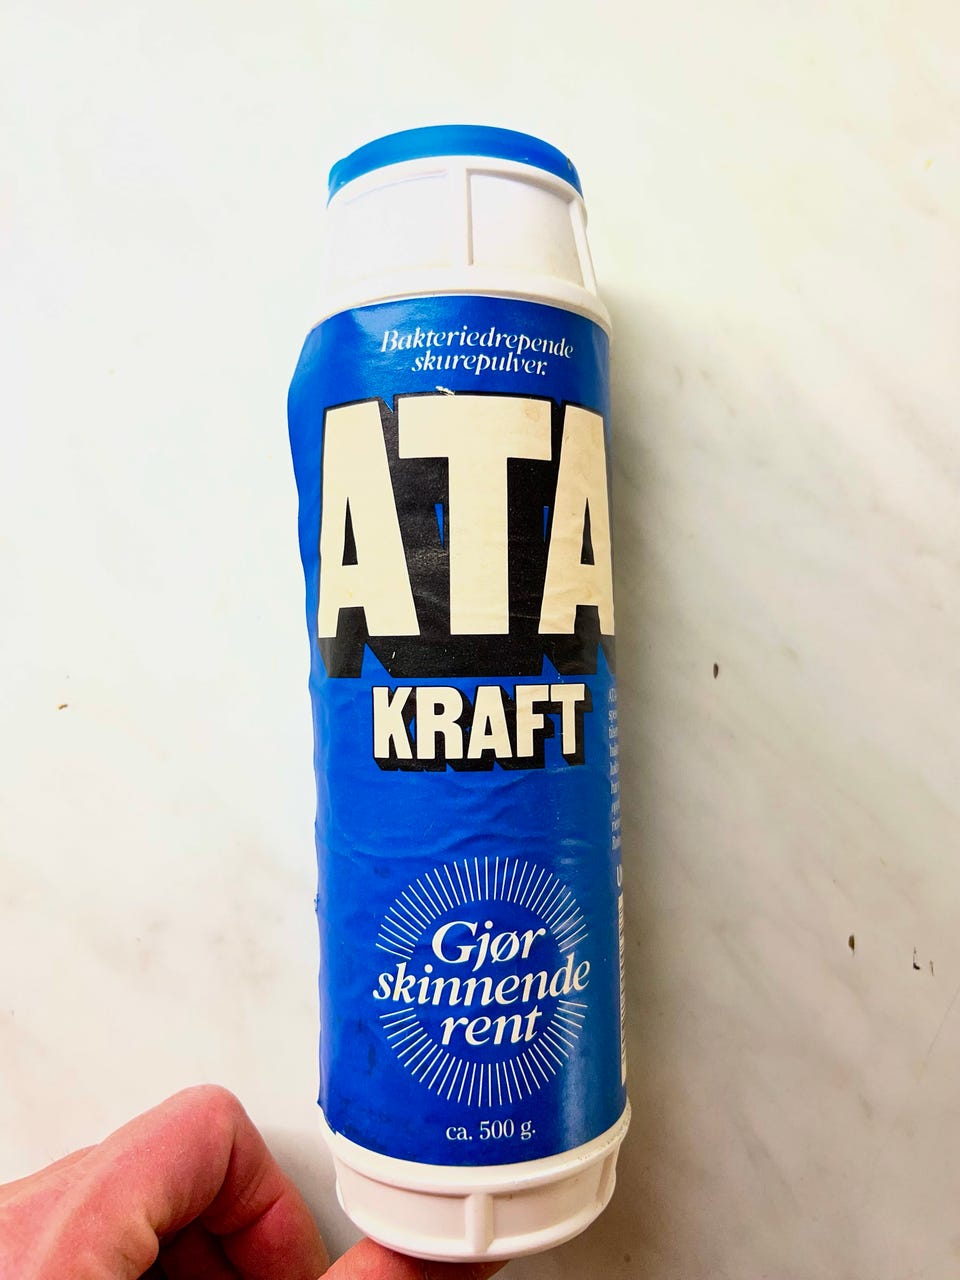 Bakteriedrepende
skurepulver.
ATA
KRAFT
Gjør
skinnende
rent
ca. 500 g.